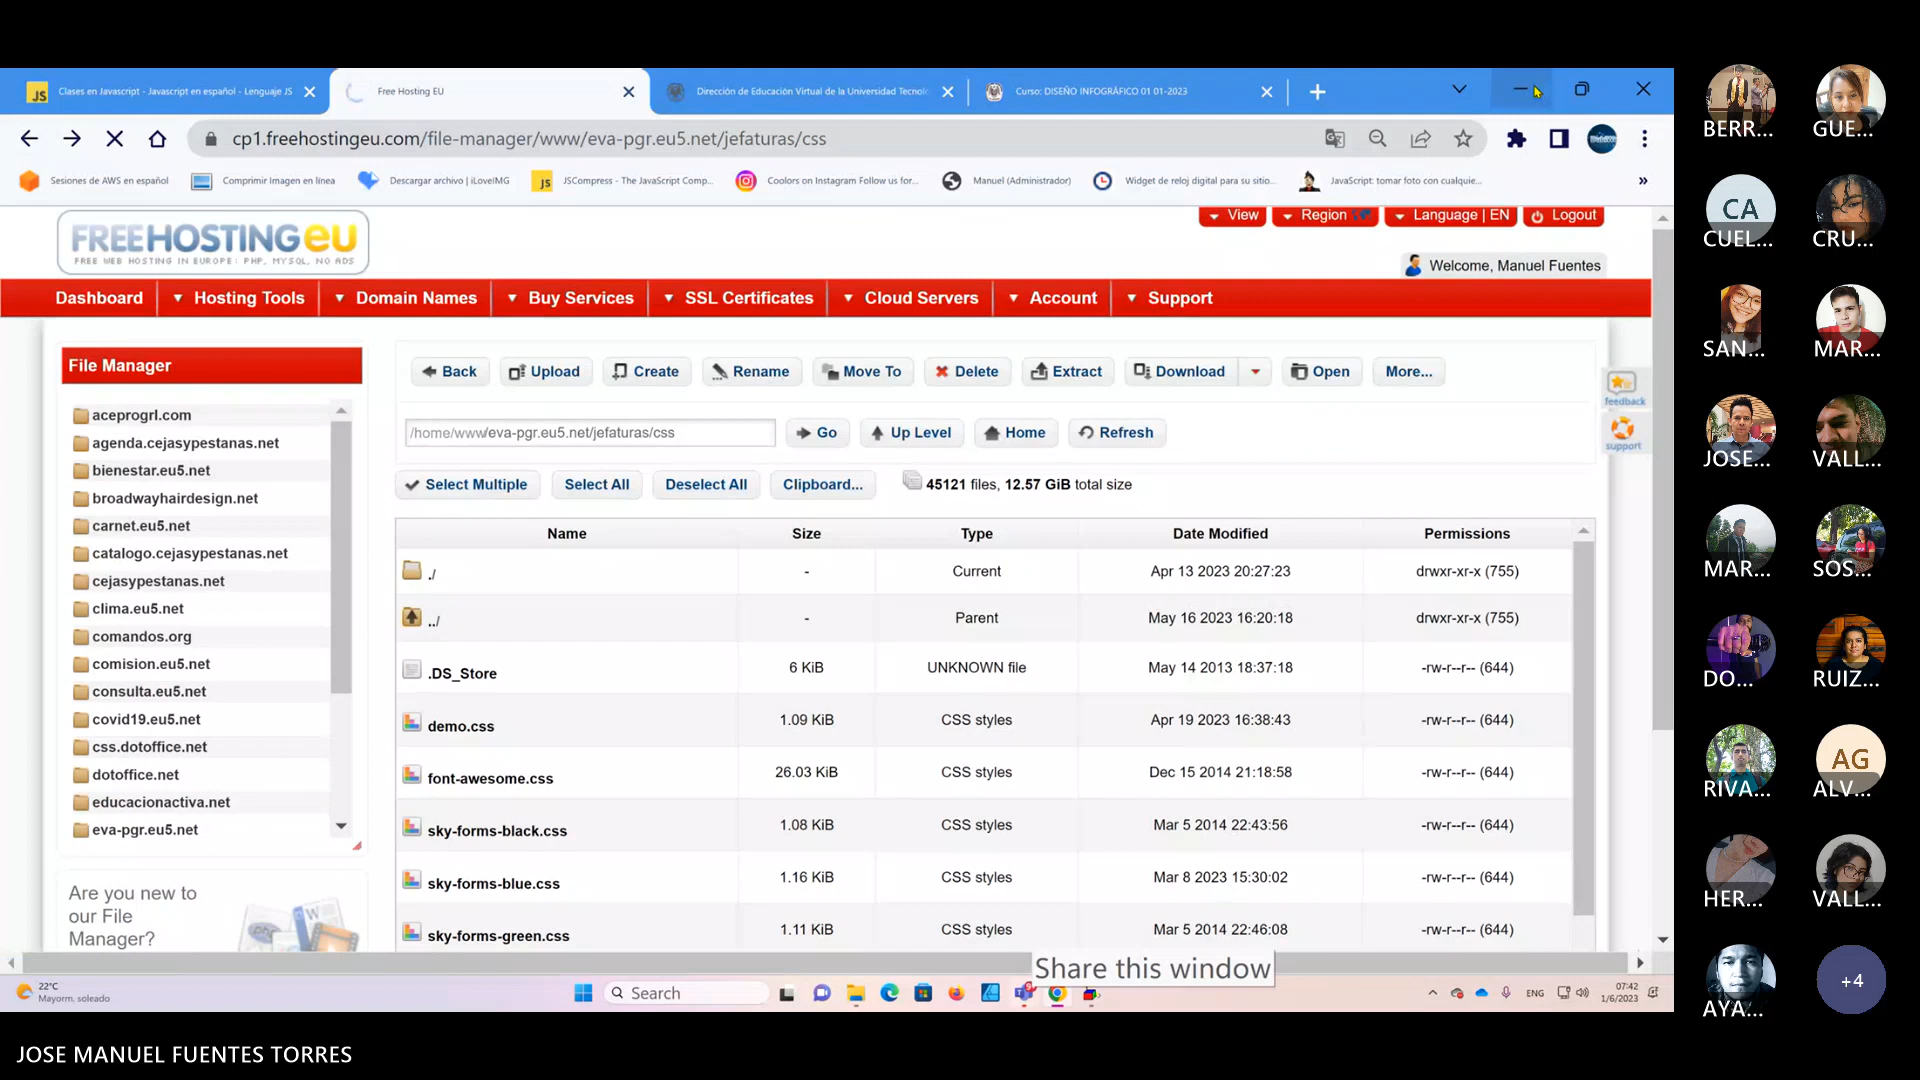 Clases en Javascript - Javascript en español - Lenguaje JS
Free Hosting EU
Dirección de Educación Virtual de la Universidad Tecnol
Curso: DISEÑO INFOGRÁFICO 01 01-2023
cp1.freehostingeu.com/file-manager/www/eva-pgr.eu5.net/jefaturas/css
Sesiones de AWS en español
Comprimir Imagen en línea
Descargar archivo | iLoveIMG
JS
JSCompress - The JavaScript Comp...
Coolors on Instagram Follow us for...
Manuel (Administrador)
Widget de reloj digital para su sitio...
JavaScript: tomar foto con cualquie...
»
FREEHOSTINGEU
FREE WEB HOSTING IN EUROPE: PHP, MYSQL, NO ADS
View
Region
Language | EN
Logout
Welcome, Manuel Fuentes
Dashboard
Hosting Tools
Domain Names
Buy Services
SSL Certificates
Cloud Servers
Account
Support
File Manager
aceprogrl.com
agenda.cejasypestanas.net
bienestar.eu5.net
broadwayhairdesign.net
carnet.eu5.net
catalogo.cejasypestanas.net
cejasypestanas.net
clima.eu5.net
comandos.org
comision.eu5.net
consulta.eu5.net
covid19.eu5.net
css.dotoffice.net
dotoffice.net
educacionactiva.net
eva-pgr.eu5.net
Are you new to
our File
Manager?
Back
Upload
Create
Rename
Move To
Delete
Extract
Download
Open
More...
/home/www/eva-pgr.eu5.net/jefaturas/css
Go
Up Level
Home
Refresh
Select Multiple
Select All
Deselect All
Clipboard...
45121 files, 12.57 GiB total size
Name Size Type Date Modified Permissions
./ - Current Apr 13 2023 20:27:23 drwxr-xr-x (755)
../ - Parent May 16 2023 16:20:18 drwxr-xr-x (755)
.DS_Store 6 KiB UNKNOWN file May 14 2013 18:37:18 -rw-r--r-- (644)
demo.css 1.09 KiB CSS styles Apr 19 2023 16:38:43 -rw-r--r-- (644)
font-awesome.css 26.03 KiB CSS styles Dec 15 2014 21:18:58 -rw-r--r-- (644)
sky-forms-black.css 1.08 KiB CSS styles Mar 5 2014 22:43:56 -rw-r--r-- (644)
sky-forms-blue.css 1.16 KiB CSS styles Mar 8 2023 15:30:02 -rw-r--r-- (644)
sky-forms-green.css 1.11 KiB CSS styles Mar 5 2014 22:46:08 -rw-r--r-- (644)
feedback
support
Share this window
22°C
Mayorm. soleado
Search
ENG
07:42
1/6/2023
JOSE MANUEL FUENTES TORRES
BERR...
GUE...
CA
CUEL...
CRU...
SAN...
MAR...
JOSE...
VALL...
MAR...
SOS...
DO...
RUIZ...
RIVA...
AG
ALV...
HER...
VALL...
AYA...
+4